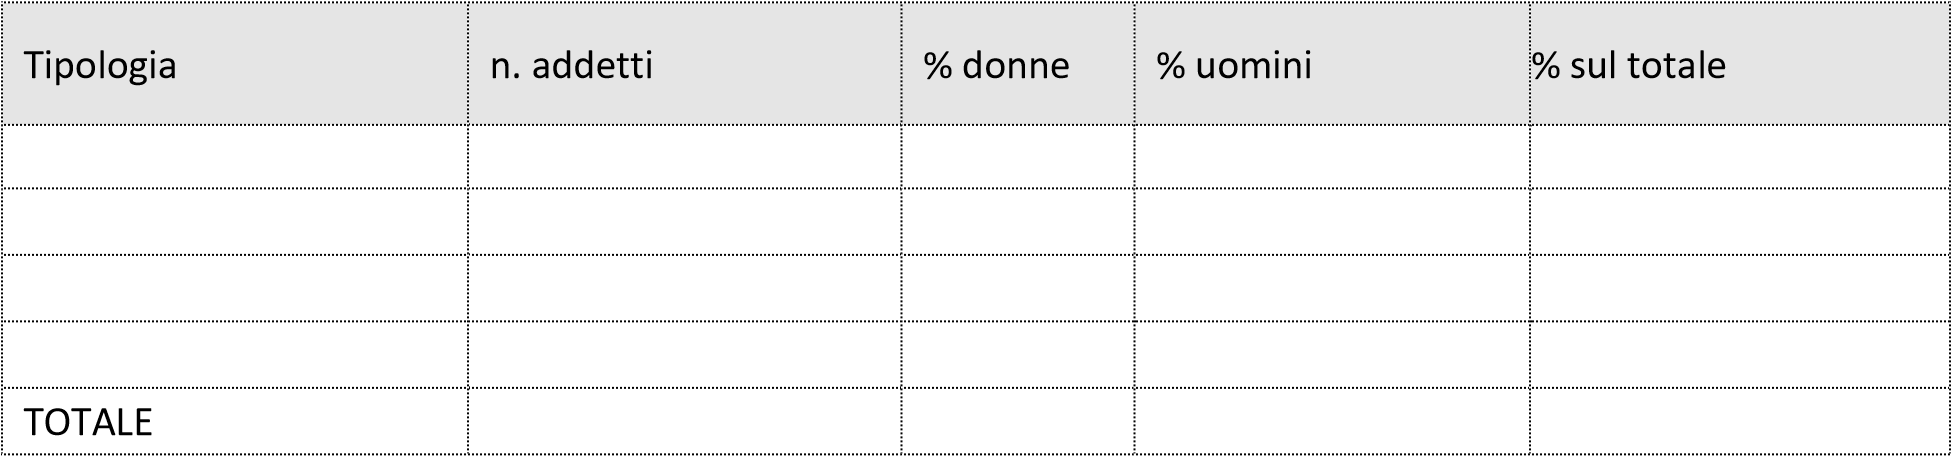 Tipologia n. addetti % donne % uomini % sul totale
TOTALE